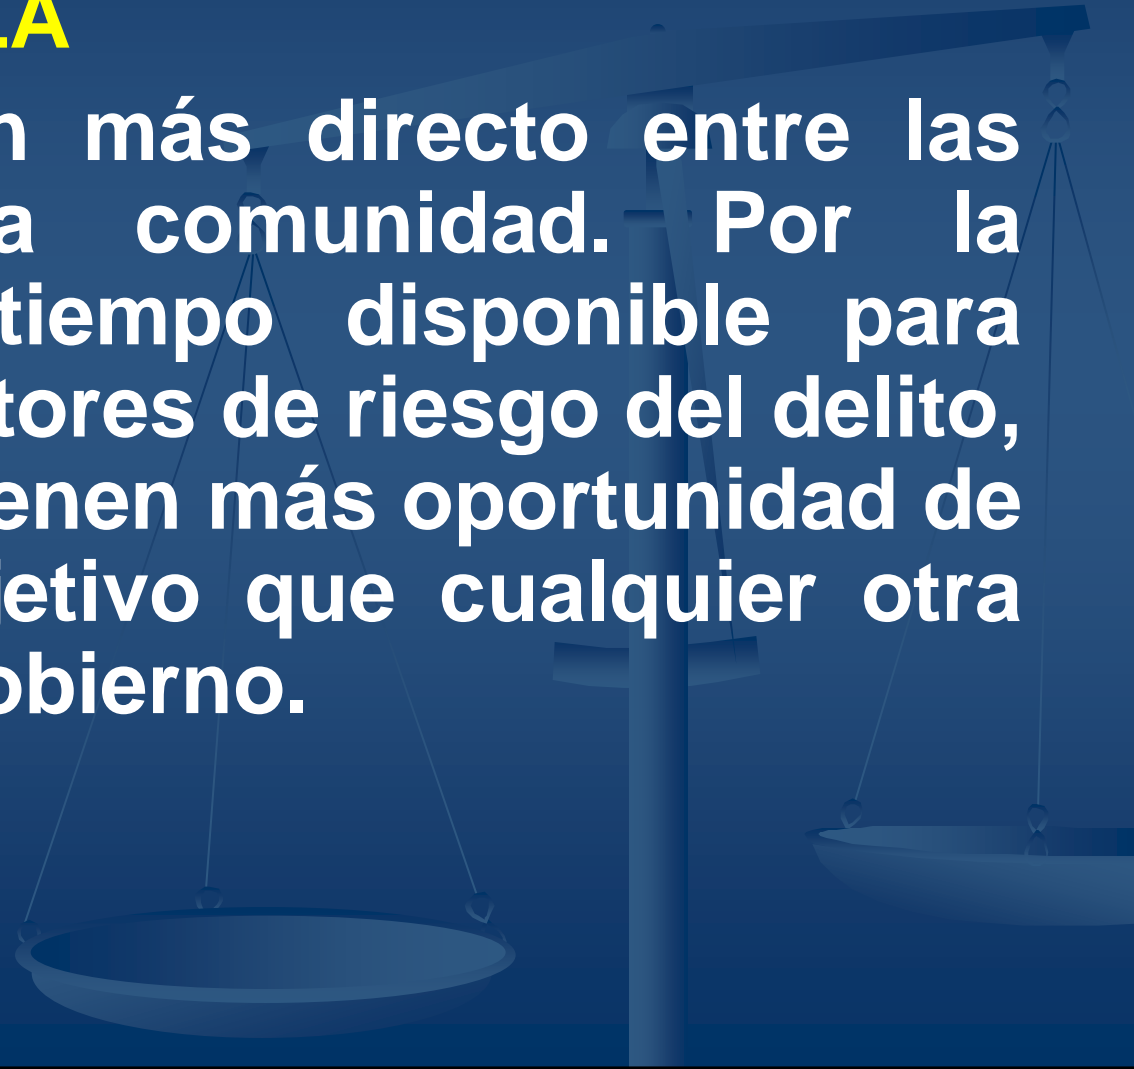 LA
n más directo entre las
a comunidad. Por la
tiempo disponible para
tores de riesgo del delito,
enen más oportunidad de
jetivo que cualquier otra
obierno.